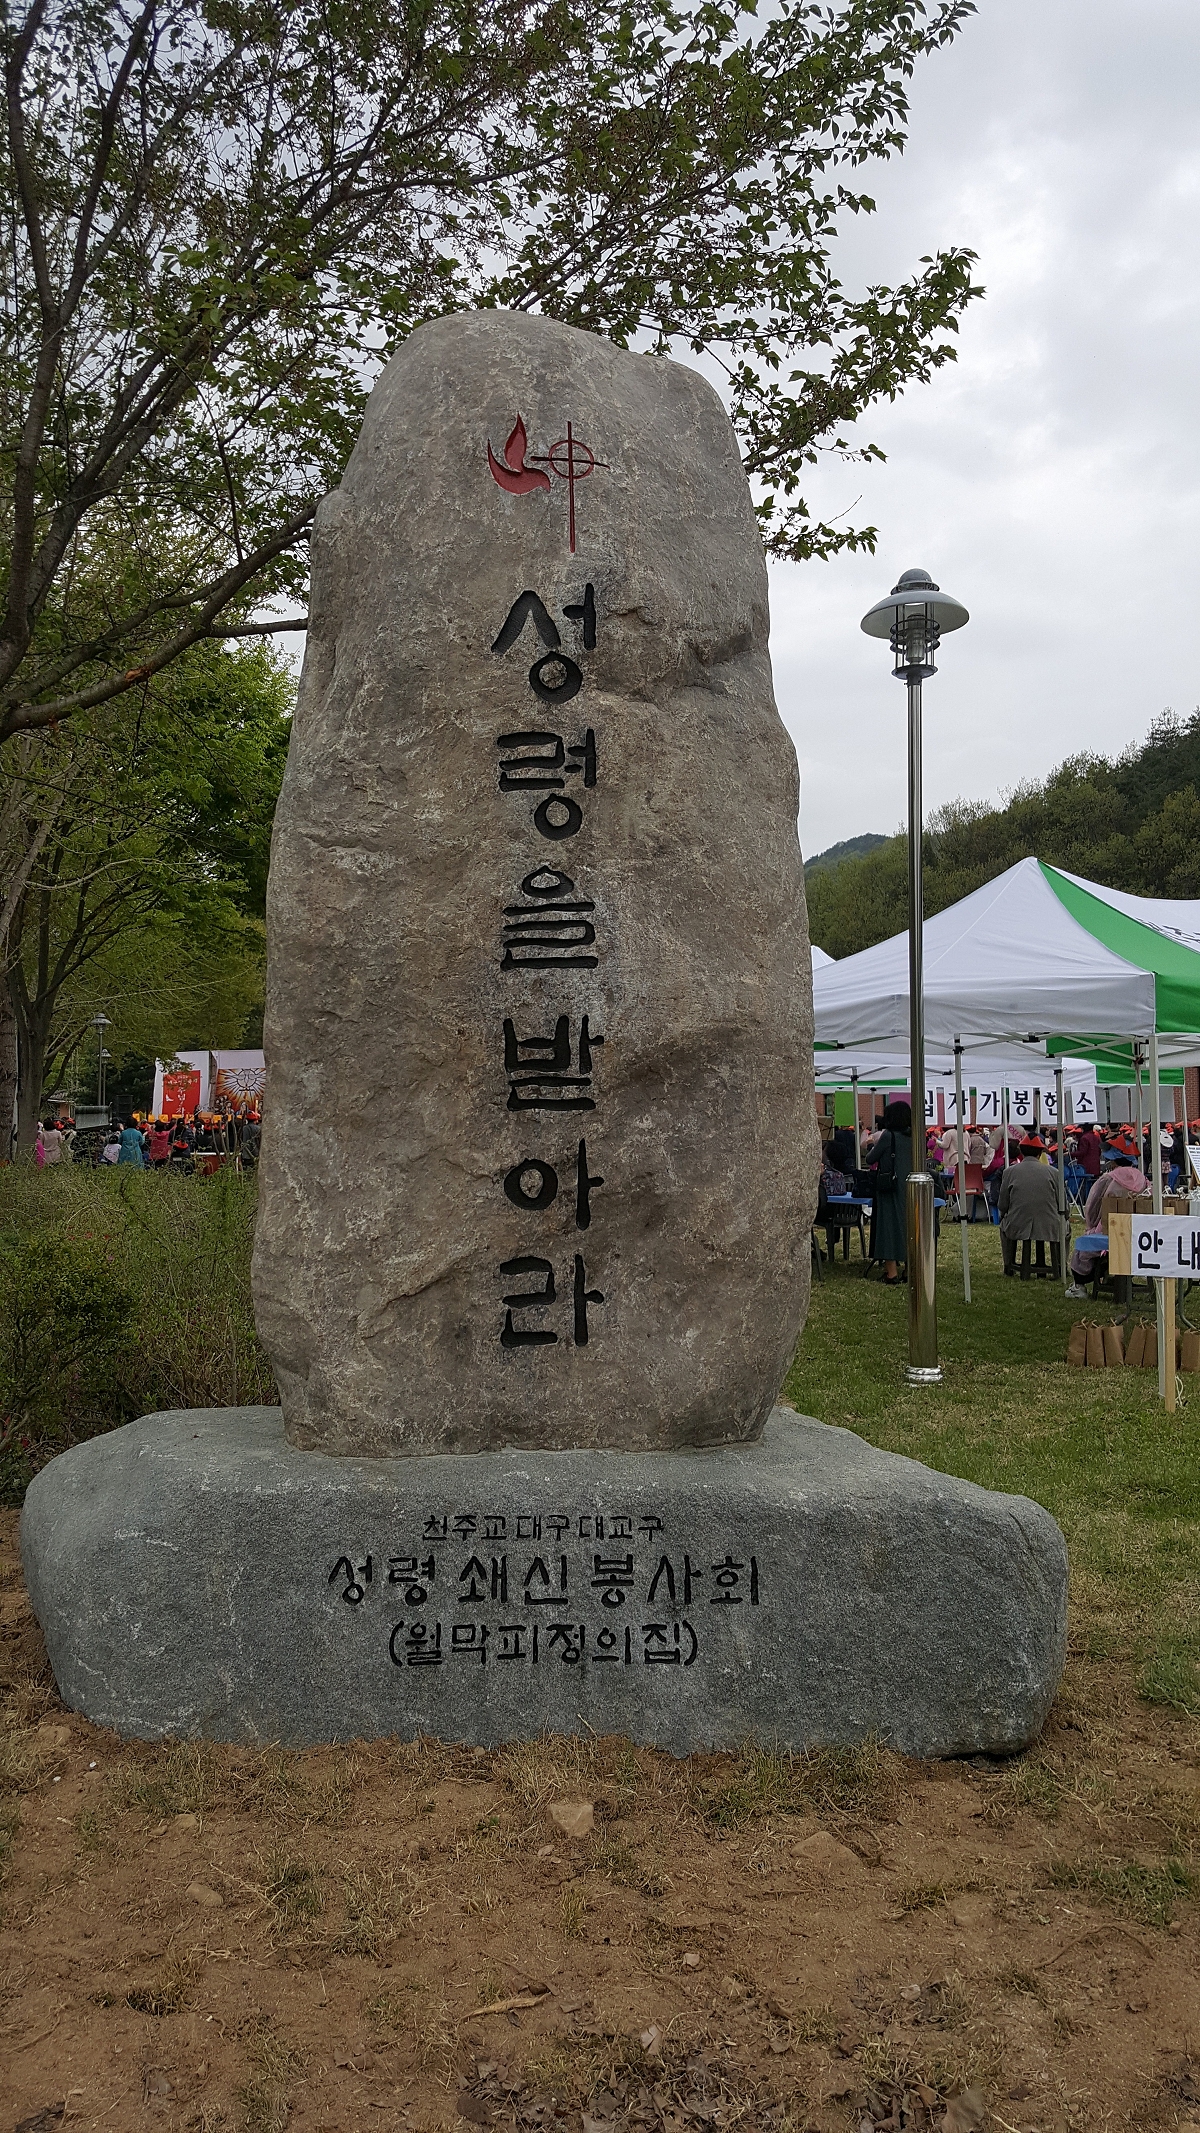 성령을받아라
천주교대구대교구
성령쇄신봉사회
(월막피정의집)
십자가봉헌소
안내